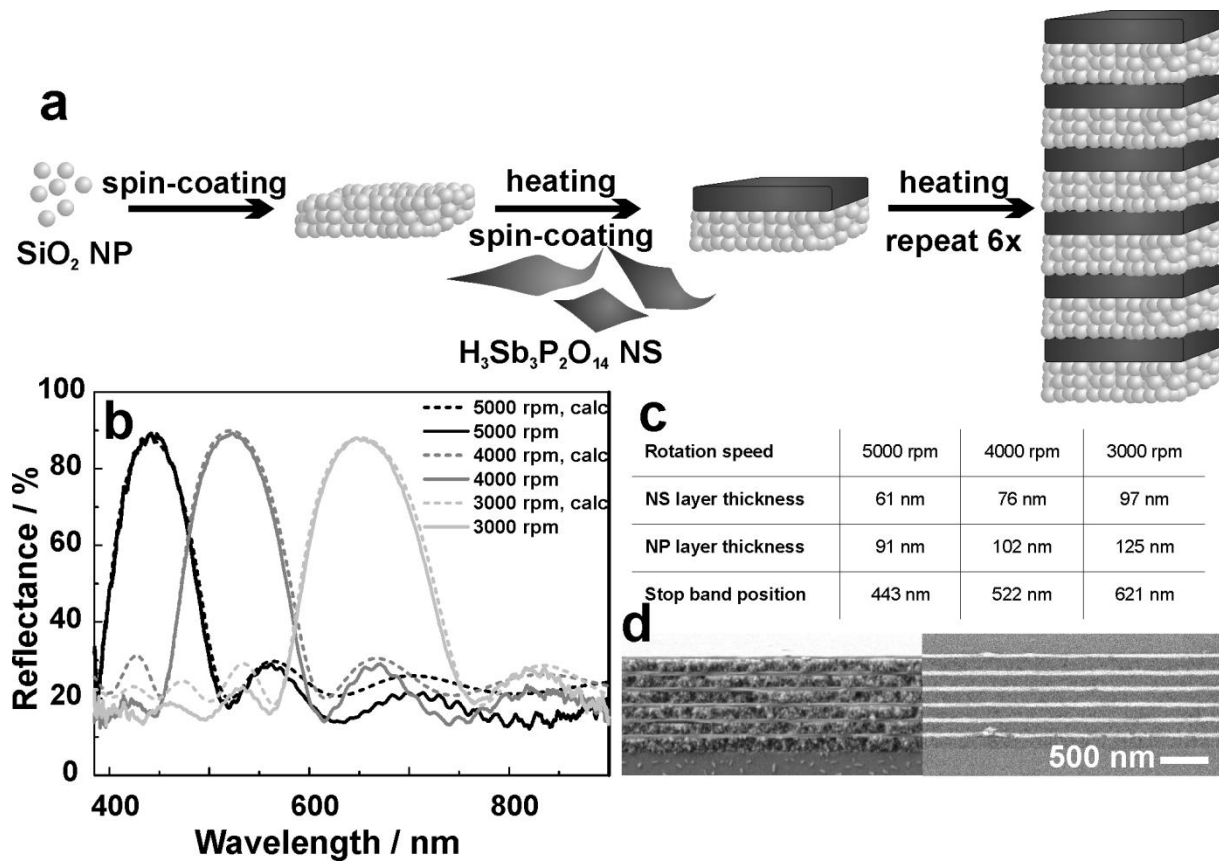 a
SiO₂ NP
spin-coating
heating
spin-coating
H₃Sb₃P₂O₁₄ NS
heating
repeat 6x
b
Reflectance / %
100
80
60
40
20
0
400
600
800
Wavelength / nm
5000 rpm, calc
5000 rpm
4000 rpm, calc
4000 rpm
3000 rpm, calc
3000 rpm
c
Rotation speed 5000 rpm 4000 rpm 3000 rpm
NS layer thickness 61 nm 76 nm 97 nm
NP layer thickness 91 nm 102 nm 125 nm
Stop band position 443 nm 522 nm 621 nm
d
500 nm